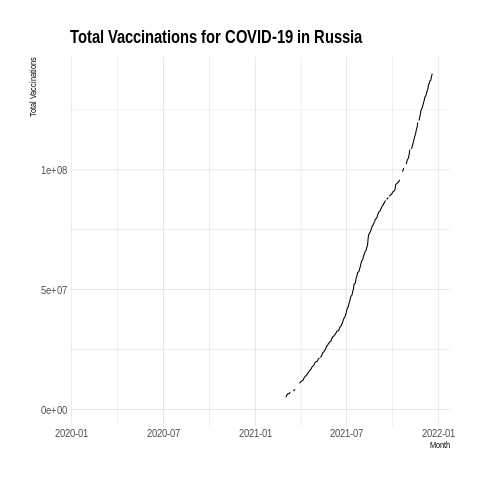 Total Vaccinations for COVID-19 in Russia
Total Vaccinations
1e+08
5e+07
0e+00
2020-01 2020-07 2021-01 2021-07 2022-01
Month